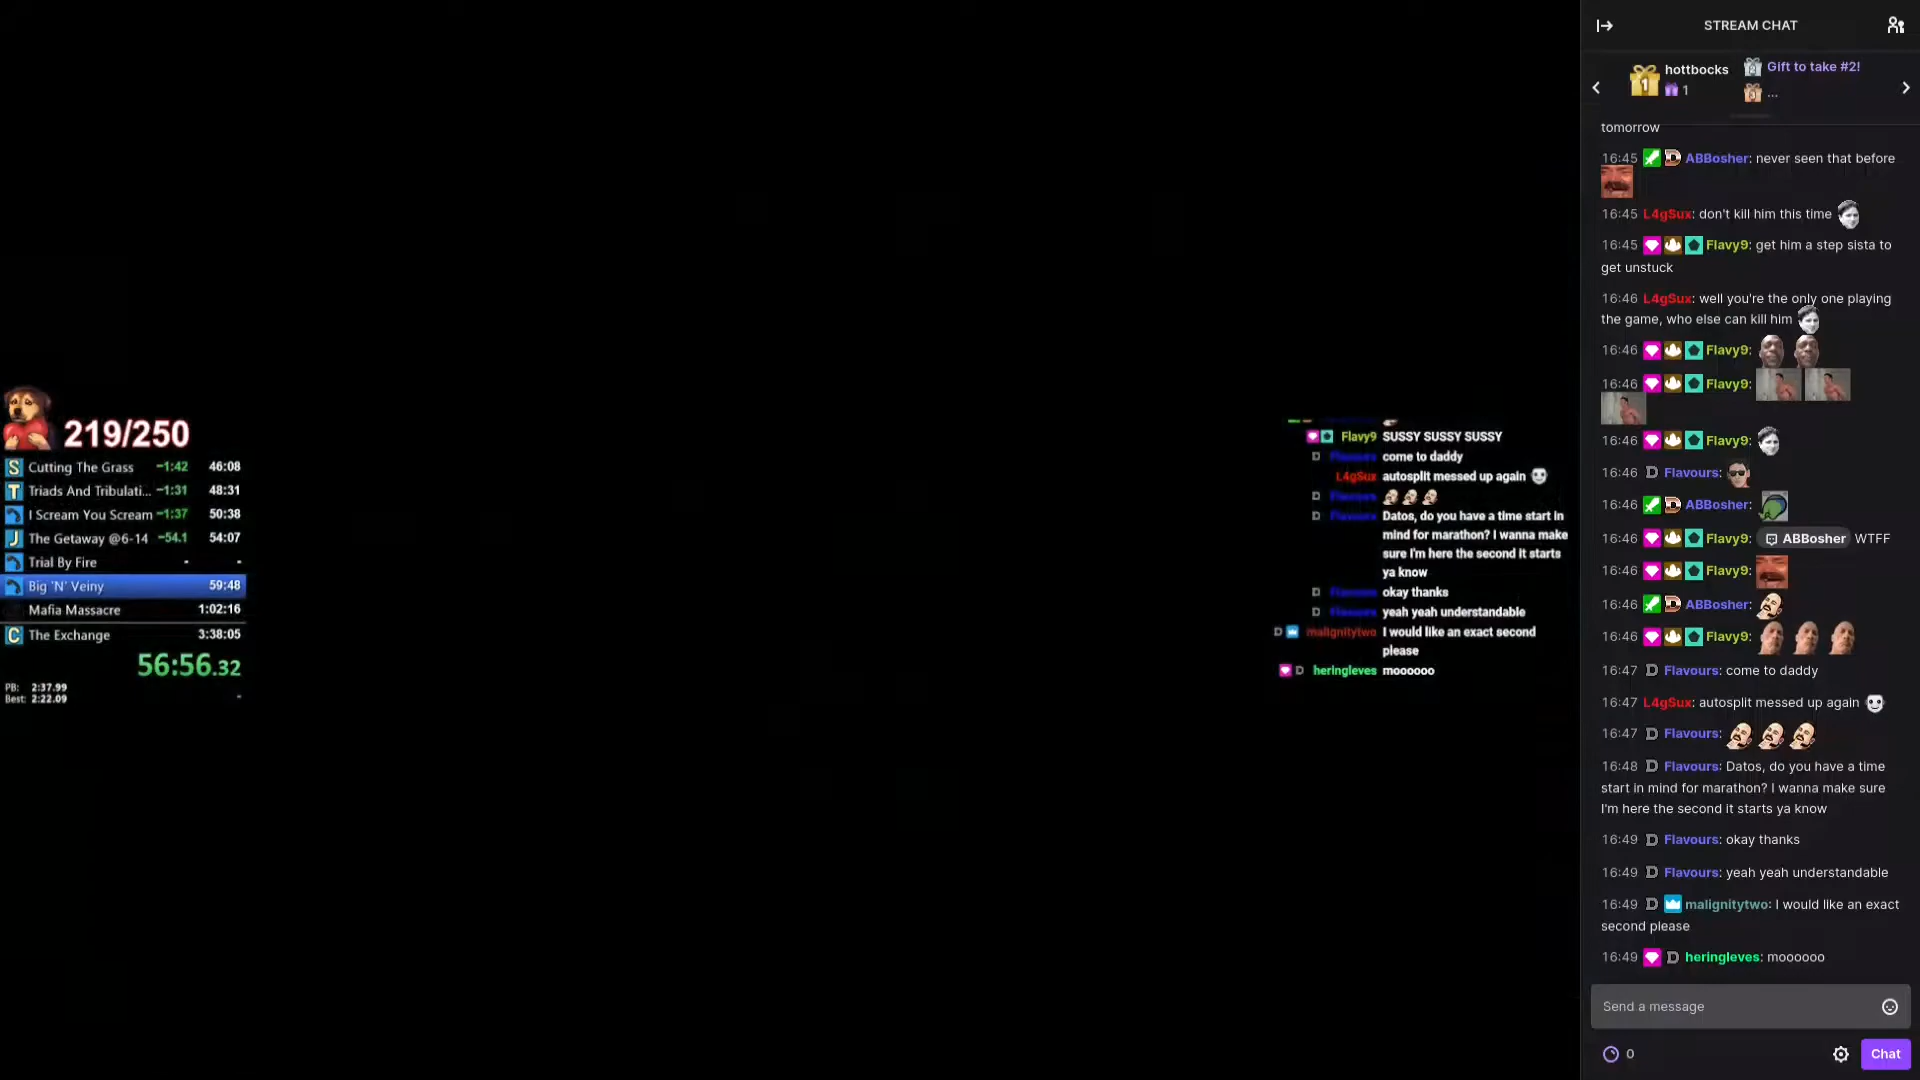 219/250
S Cutting The Grass −1:42 46:08
T Triads And Tribulati... −1:31 48:31
I Scream You Scream −1:37 50:38
J The Getaway @6-14 −54.1 54:07
Trial By Fire - -
Big 'N' Veiny 59:48
Mafia Massacre 1:02:16
C The Exchange 3:38:05
56:56.32
PB: 2:37.99
Best: 2:22.09 -
Flavy9 SUSSY SUSSY SUSSY
Flavours come to daddy
L4gSux autosplit messed up again
Flavours
Flavours Datos, do you have a time start in
mind for marathon? I wanna make
sure I'm here the second it starts
ya know
Flavours okay thanks
Flavours yeah yeah understandable
malignitytwo I would like an exact second
please
heringleves moooooo
STREAM CHAT
hottbocks
1
Gift to take #2!
...
tomorrow
16:45 ABBosher: never seen that before
16:45 L4gSux: don't kill him this time
16:45 Flavy9: get him a step sista to
get unstuck
16:46 L4gSux: well you're the only one playing
the game, who else can kill him
16:46 Flavy9:
16:46 Flavy9:
16:46 Flavy9:
16:46 Flavours:
16:46 ABBosher:
16:46 Flavy9: ABBosher WTFF
16:46 Flavy9:
16:46 ABBosher:
16:46 Flavy9:
16:47 Flavours: come to daddy
16:47 L4gSux: autosplit messed up again
16:47 Flavours:
16:48 Flavours: Datos, do you have a time
start in mind for marathon? I wanna make sure
I'm here the second it starts ya know
16:49 Flavours: okay thanks
16:49 Flavours: yeah yeah understandable
16:49 malignitytwo: I would like an exact
second please
16:49 heringleves: moooooo
Send a message
0
Chat